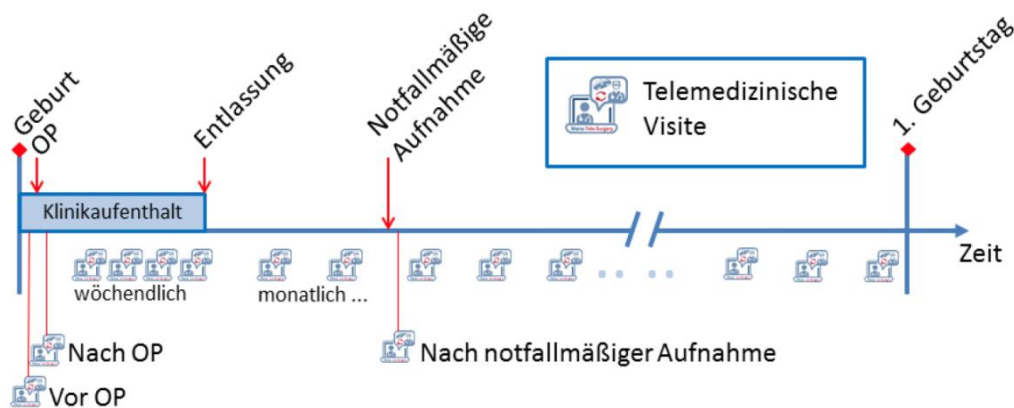 Geburt
OP
Entlassung
Notfallmäßige
Aufnahme
Telemedizinische
Visite
1. Geburtstag
Klinikaufenthalt
Zeit
wöchendlich
monatlich ...
Nach OP
Nach notfallmäßiger Aufnahme
Vor OP